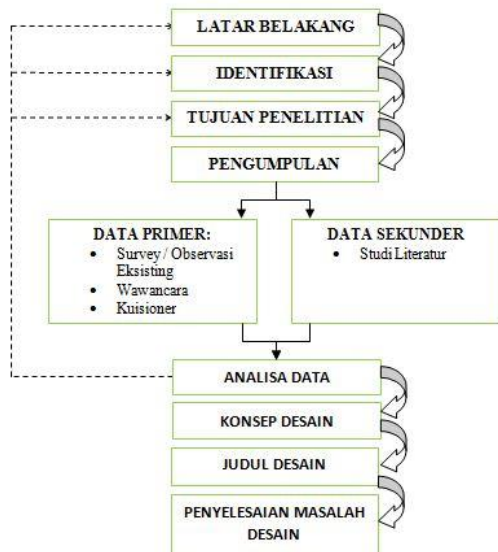 LATAR BELAKANG
IDENTIFIKASI
TUJUAN PENELITIAN
PENGUMPULAN
DATA PRIMER:
• Survey / Observasi
Eksisting
• Wawancara
• Kuisioner
DATA SEKUNDER
• Studi Literatur
ANALISA DATA
KONSEP DESAIN
JUDUL DESAIN
PENYELESAIAN MASALAH
DESAIN